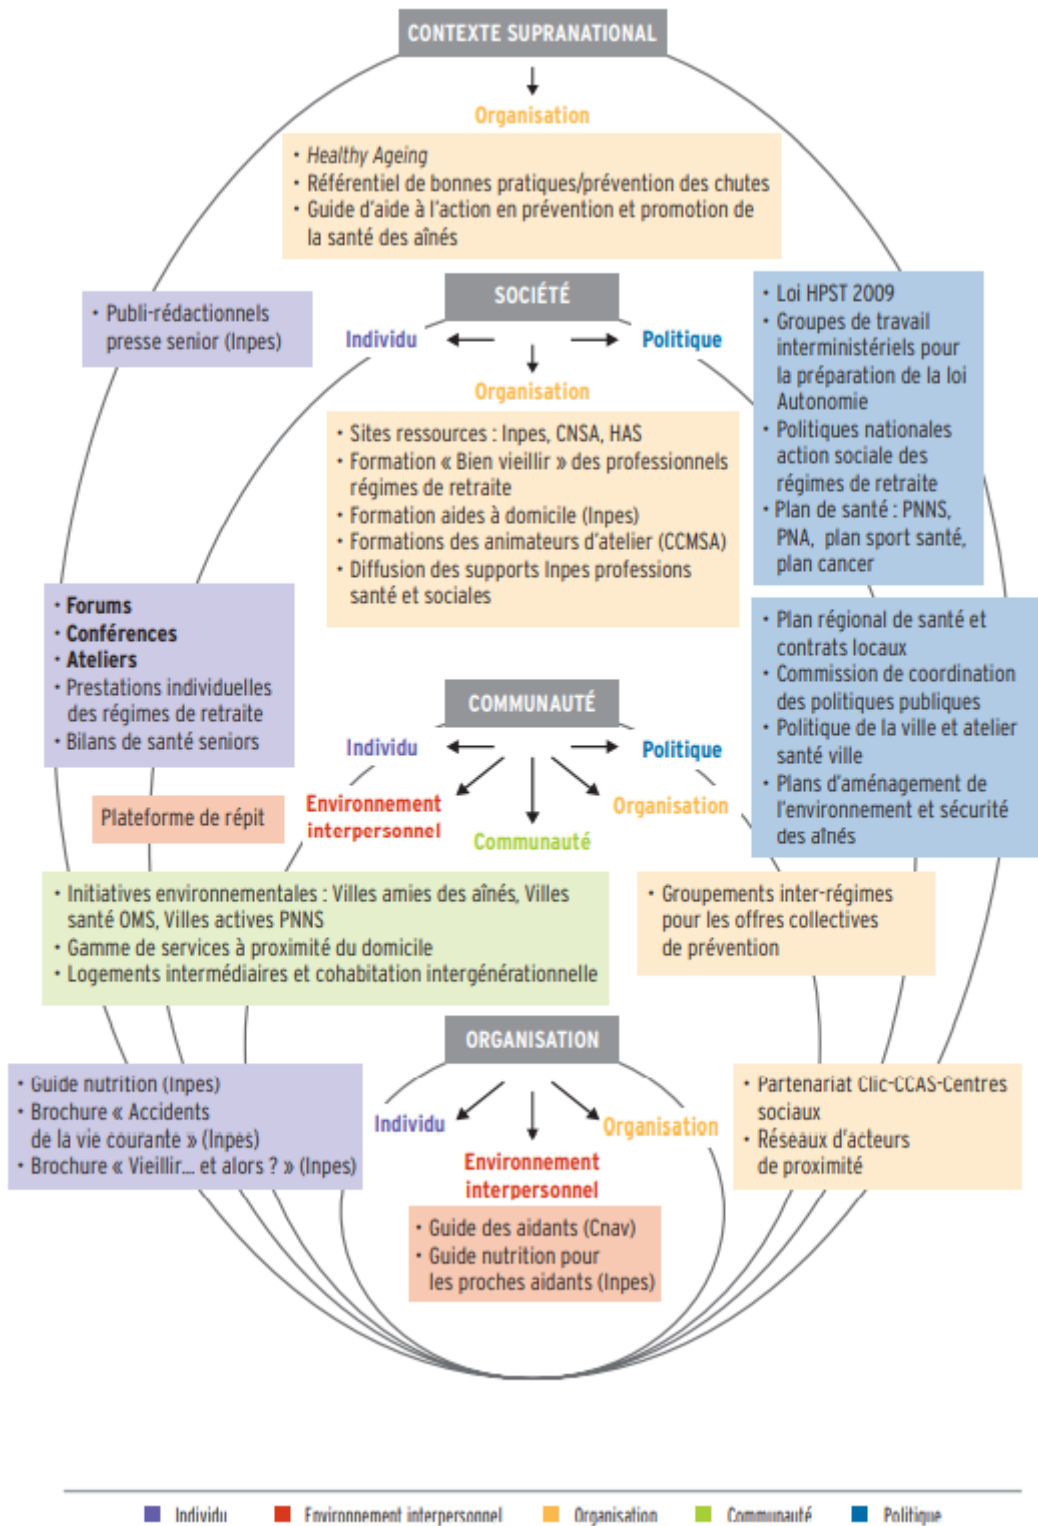 CONTEXTE SUPRANATIONAL
Organisation
• Healthy Ageing
• Référentiel de bonnes pratiques/prévention des chutes
• Guide d'aide à l'action en prévention et promotion de
la santé des aînés
SOCIÉTÉ
Individu
Politique
Organisation
• Publi-rédactionnels
presse senior (Inpes)
• Sites ressources : Inpes, CNSA, HAS
• Formation « Bien vieillir » des professionnels
régimes de retraite
• Formation aides à domicile (Inpes)
• Formations des animateurs d'atelier (CCMSA)
• Diffusion des supports Inpes professions
santé et sociales
• Loi HPST 2009
• Groupes de travail
interministériels pour
la préparation de la loi
Autonomie
• Politiques nationales
action sociale des
régimes de retraite
• Plan de santé : PNNS,
PNA, plan sport santé,
plan cancer
COMMUNAUTÉ
Individu
Politique
Environnement
interpersonnel
Organisation
Communauté
• Forums
• Conférences
• Ateliers
• Prestations individuelles
des régimes de retraite
• Bilans de santé seniors
Plateforme de répit
• Plan régional de santé et
contrats locaux
• Commission de coordination
des politiques publiques
• Politique de la ville et atelier
santé ville
• Plans d'aménagement de
l'environnement et sécurité
des aînés
• Initiatives environnementales : Villes amies des aînés, Villes
santé OMS, Villes actives PNNS
• Gamme de services à proximité du domicile
• Logements intermédiaires et cohabitation intergénérationnelle
• Groupements inter-régimes
pour les offres collectives
de prévention
ORGANISATION
Individu
Organisation
Environnement
interpersonnel
• Guide nutrition (Inpes)
• Brochure « Accidents
de la vie courante » (Inpes)
• Brochure « Vieillir... et alors ? » (Inpes)
• Guide des aidants (Cnav)
• Guide nutrition pour
les proches aidants (Inpes)
• Partenariat Clic-CCAS-Centres
sociaux
• Réseaux d'acteurs
de proximité
Individu
Environnement interpersonnel
Organisation
Communauté
Politique